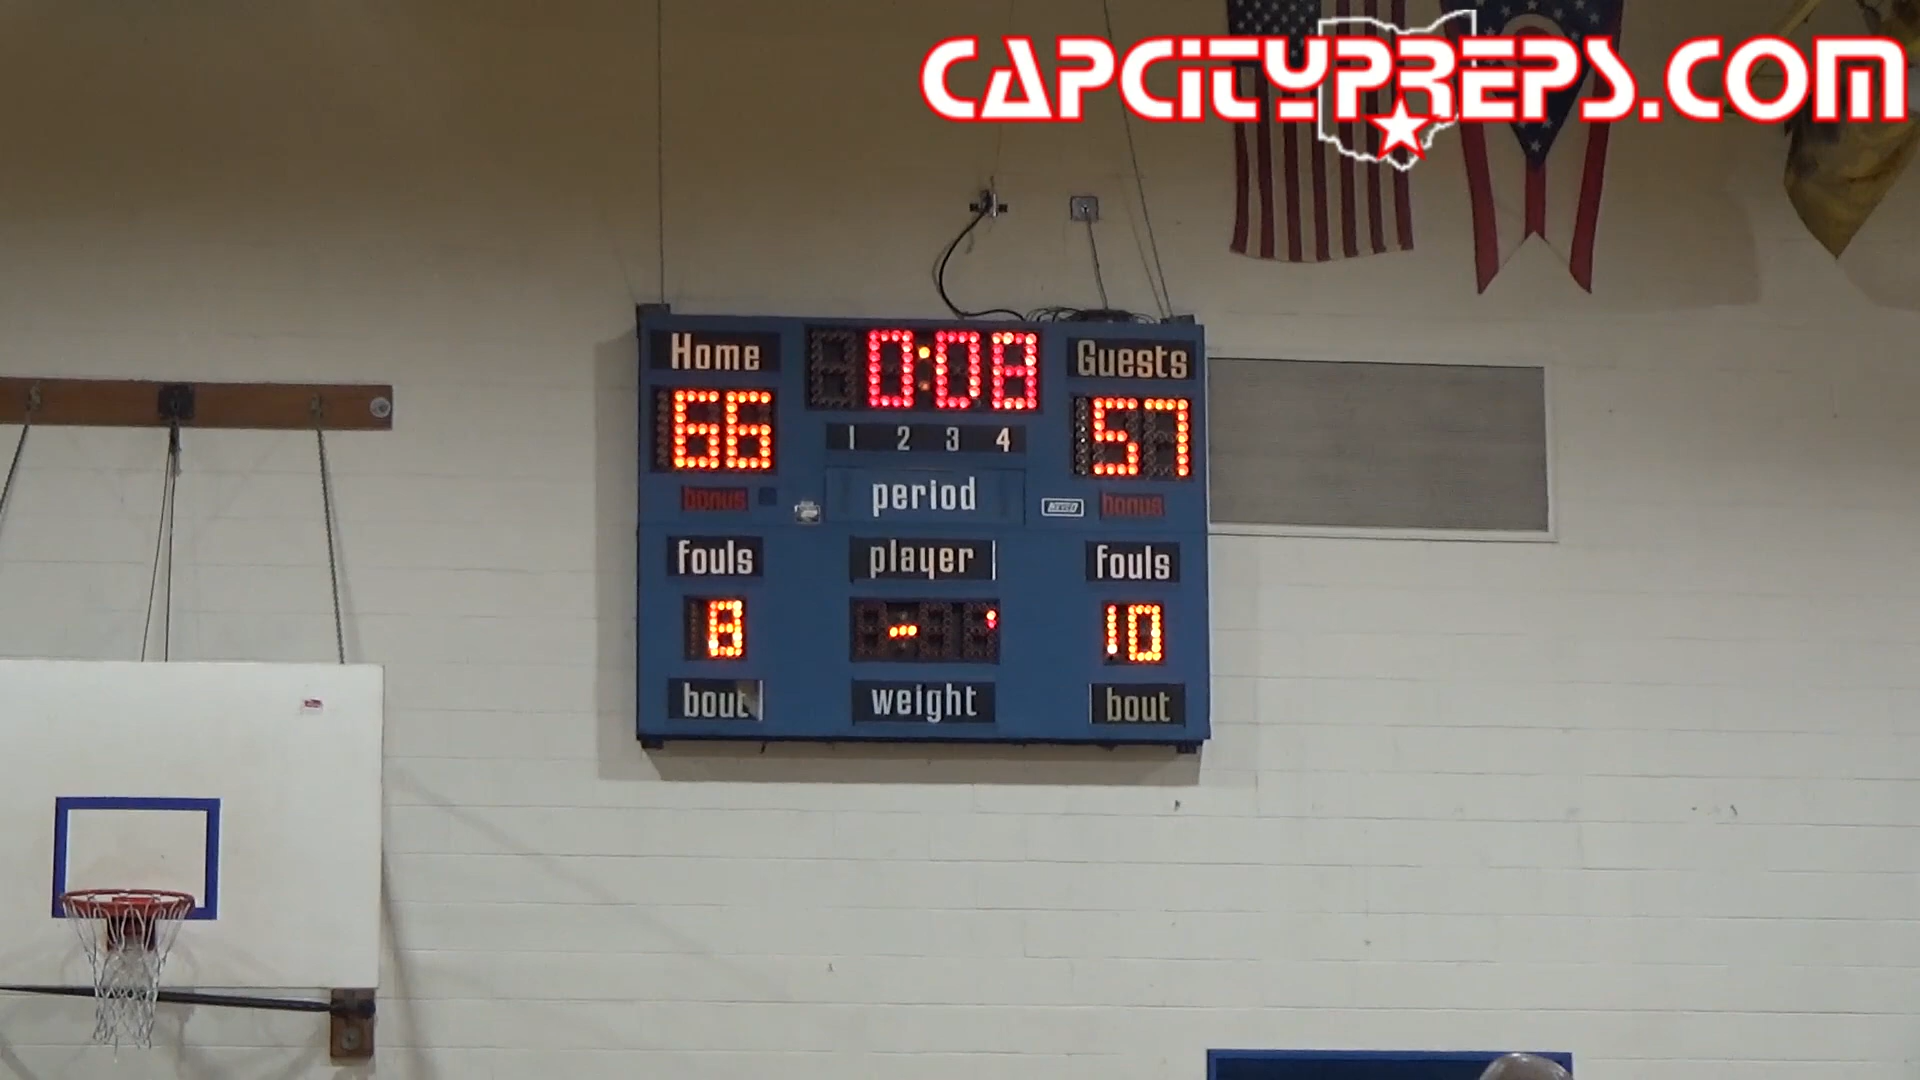 CAPCITYPREPS.COM
Home 0:08 Guests
66 57
1 2 3 4
bonus period bonus
fouls player fouls
8 - 10
bout weight bout